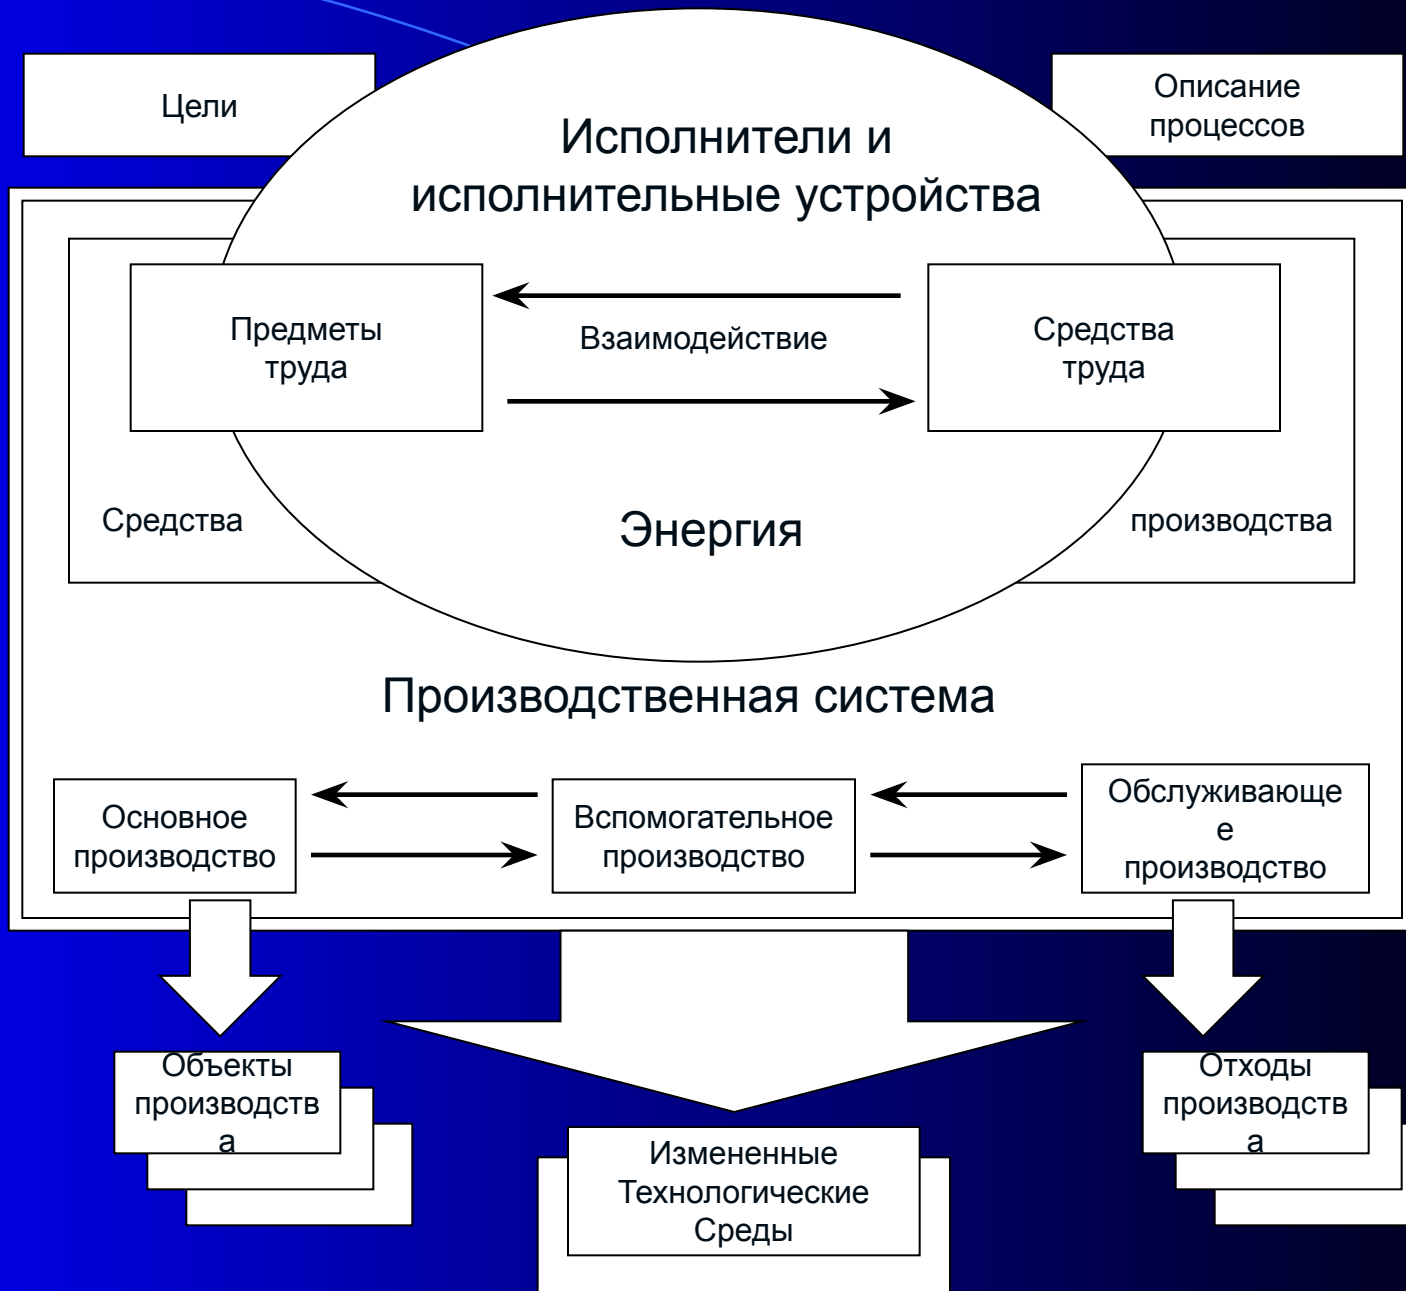 Цели
Описание
процессов
Исполнители и
исполнительные устройства
Предметы
труда
Взаимодействие
Средства
труда
Средства
Энергия
производства
Производственная система
Основное
производство
Вспомогательное
производство
Обслуживающе
е
производство
Объекты
производств
а
Измененные
Технологические
Среды
Отходы
производств
а